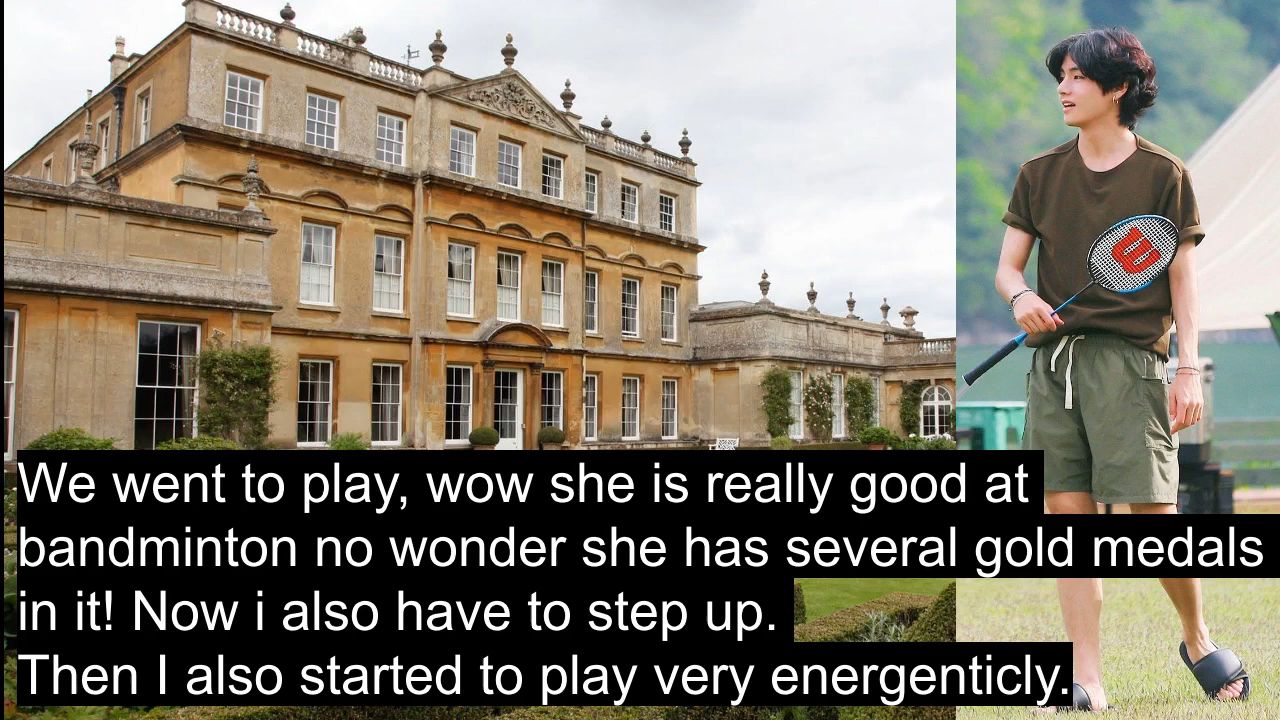 We went to play, wow she is really good at
bandminton no wonder she has several gold medals
in it! Now i also have to step up.
Then I also started to play very energenticly.
W